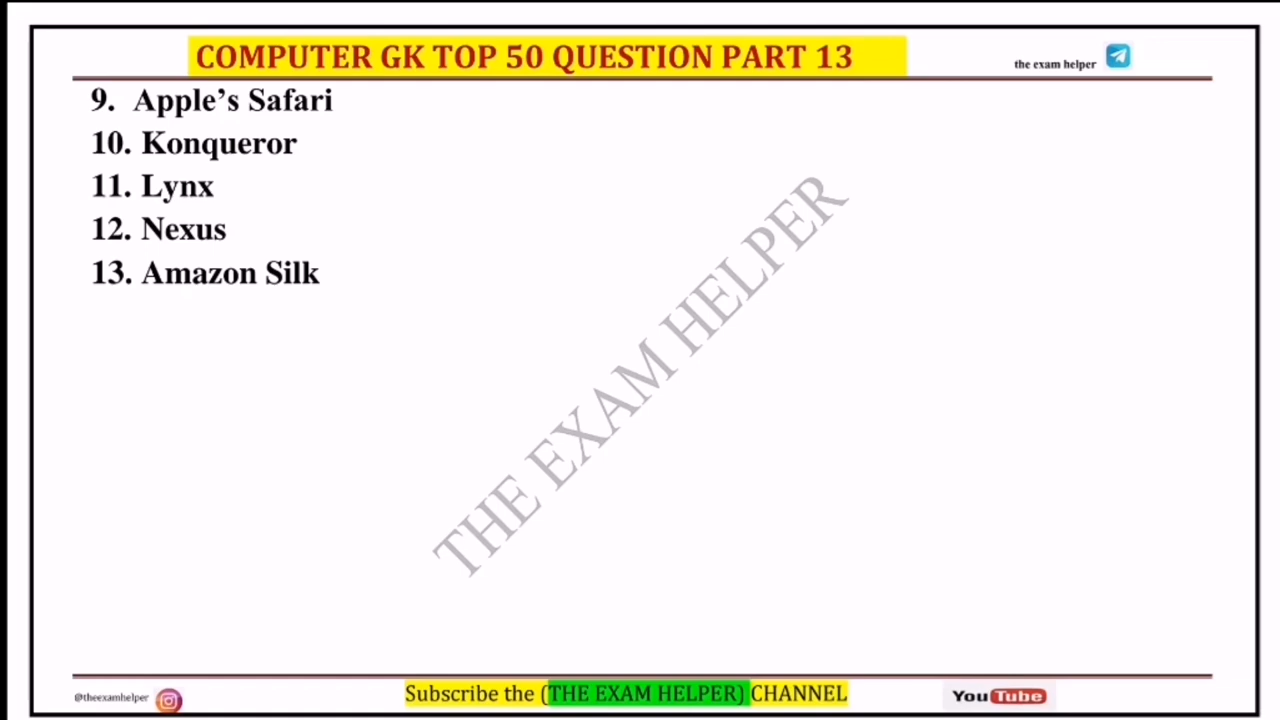 COMPUTER GK TOP 50 QUESTION PART 13
the exam helper
9. Apple’s Safari
10. Konqueror
11. Lynx
12. Nexus
13. Amazon Silk
THE EXAM HELPER
@theexamhelper
Subscribe the (THE EXAM HELPER) CHANNEL
YouTube